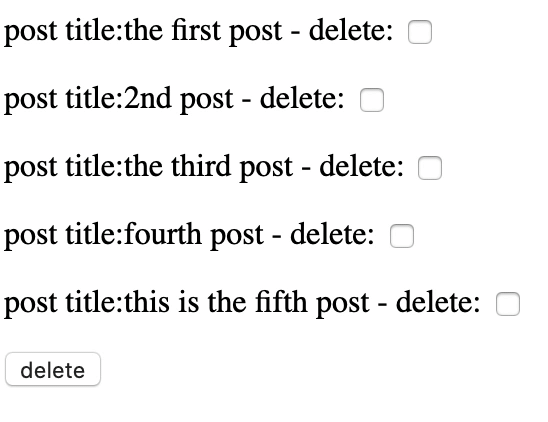 post title:the first post - delete:
post title:2nd post - delete:
post title:the third post - delete:
post title:fourth post - delete:
post title:this is the fifth post - delete:
delete